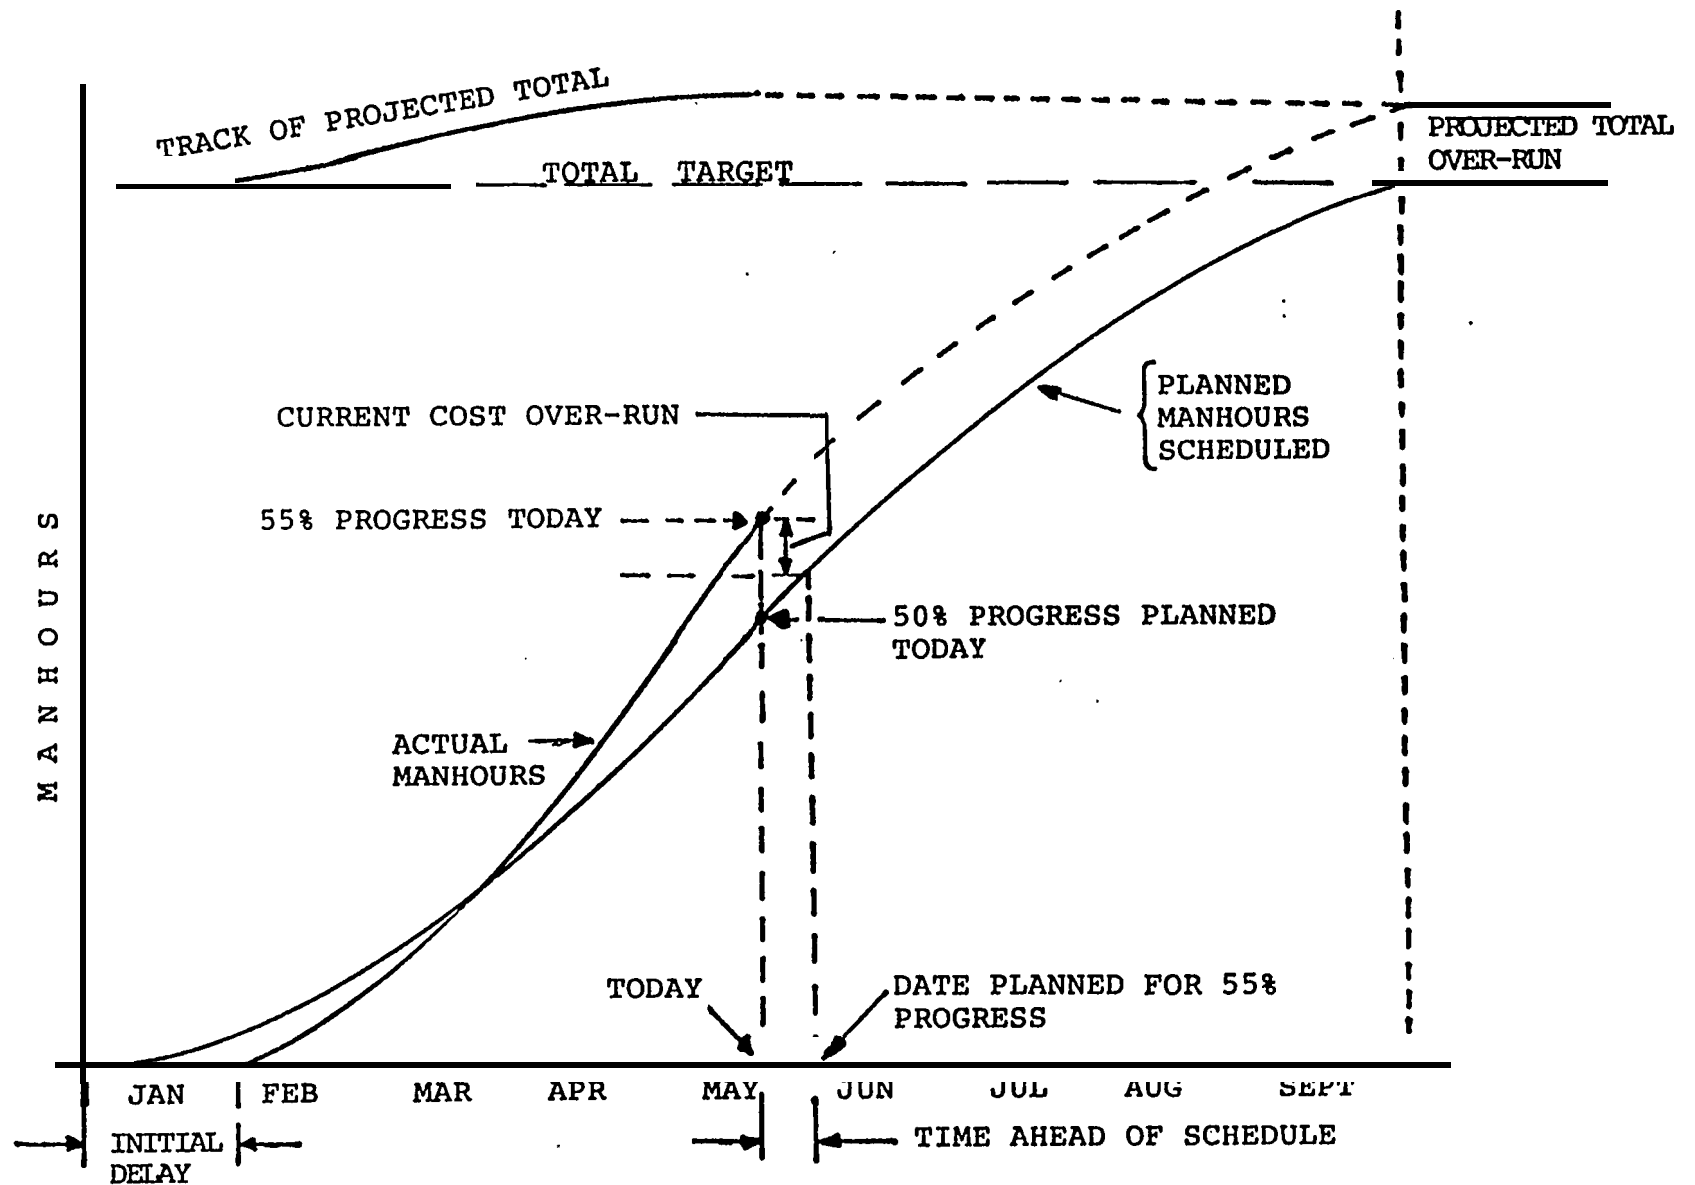 TRACK OF PROJECTED TOTAL
PROJECTED TOTAL
OVER-RUN
TOTAL TARGET
PLANNED
MANHOURS
SCHEDULED
CURRENT COST OVER-RUN
55% PROGRESS TODAY
50% PROGRESS PLANNED
TODAY
MANHOURS
ACTUAL
MANHOURS
TODAY
DATE PLANNED FOR 55%
PROGRESS
JAN FEB MAR APR MAY JUN JUL AUG SEPT
INITIAL
DELAY
TIME AHEAD OF SCHEDULE